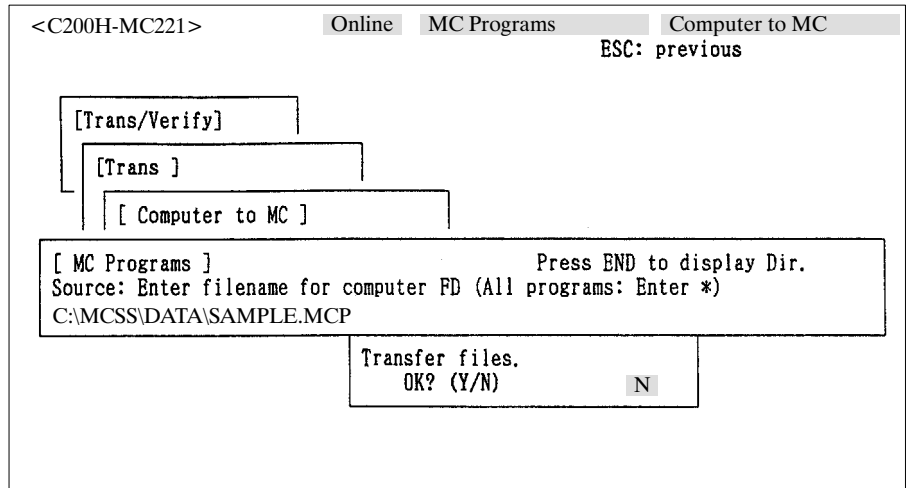 <C200H-MC221> Online MC Programs Computer to MC
ESC: previous
[Trans/Verify]
[Trans ]
[ Computer to MC ]
[ MC Programs ] Press END to display Dir.
Source: Enter filename for computer FD (All programs: Enter *)
C:\MCSS\DATA\SAMPLE.MCP
Transfer files.
OK? (Y/N) N